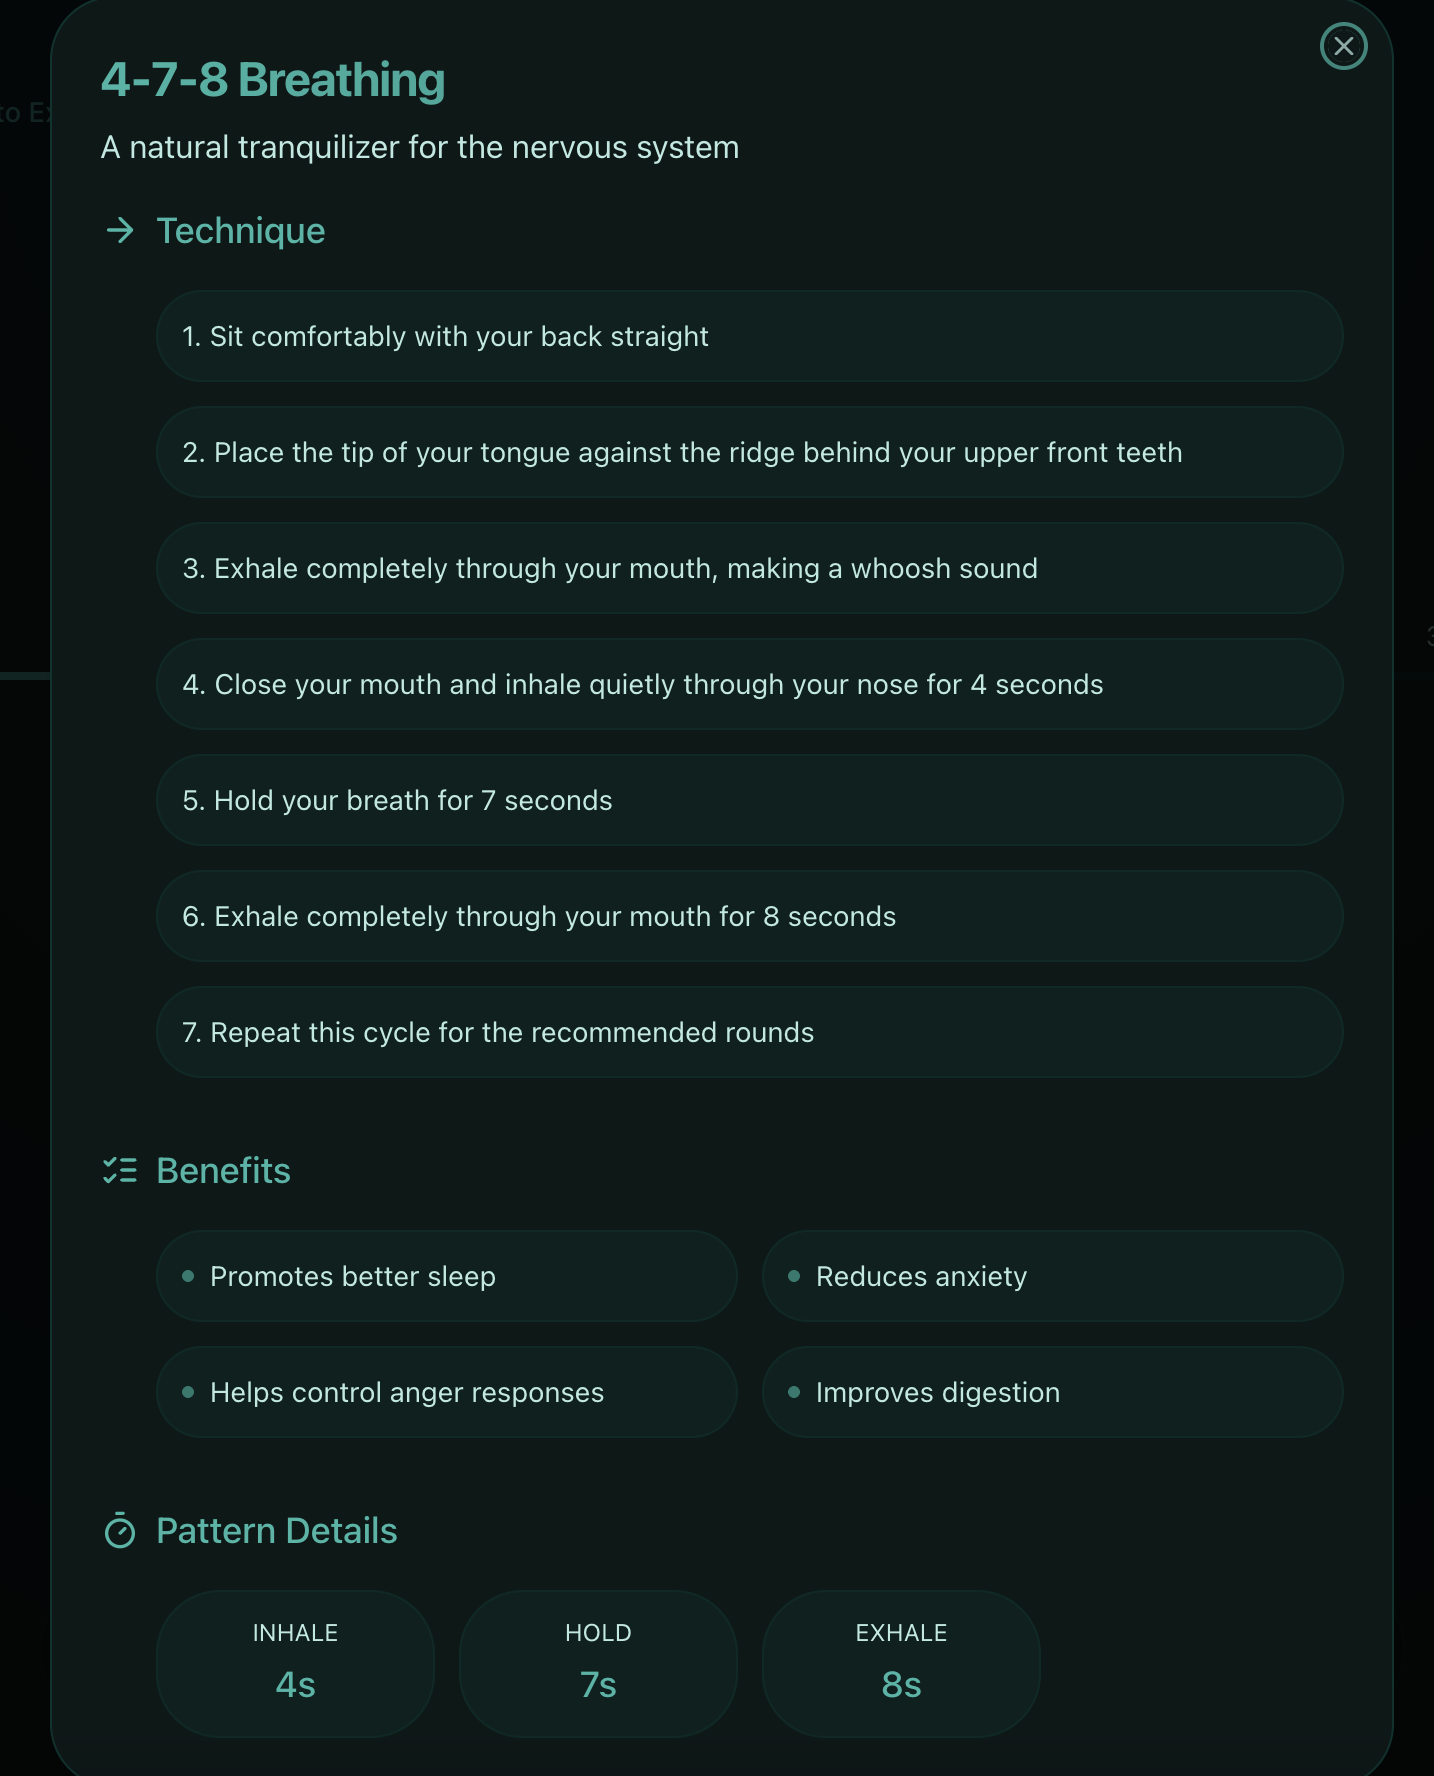 4-7-8 Breathing
A natural tranquilizer for the nervous system
to
Technique
1. Sit comfortably with your back straight
2. Place the tip of your tongue against the ridge behind your upper front teeth
3. Exhale completely through your mouth, making a whoosh sound
4. Close your mouth and inhale quietly through your nose for 4 seconds
5. Hold your breath for 7 seconds
6. Exhale completely through your mouth for 8 seconds
7. Repeat this cycle for the recommended rounds
Benefits
Promotes better sleep
Reduces anxiety
Helps control anger responses
Improves digestion
Pattern Details
INHALE
4s
HOLD
7s
EXHALE
8s